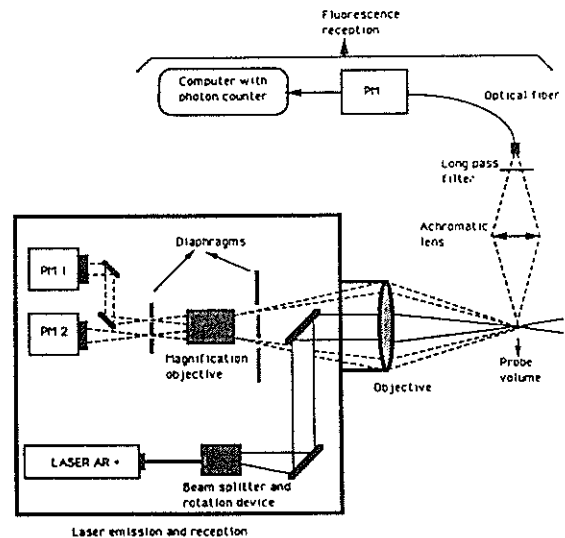 Fluorescence
reception
Computer with
photon counter
PM
Optical fiber
Long pass
filter
Achromatic
lens
Diaphragms
PM 1
PM 2
Magnification
objective
Objective
Probe
volume
LASER AR +
Beam splitter and
rotation device
Laser emission and reception